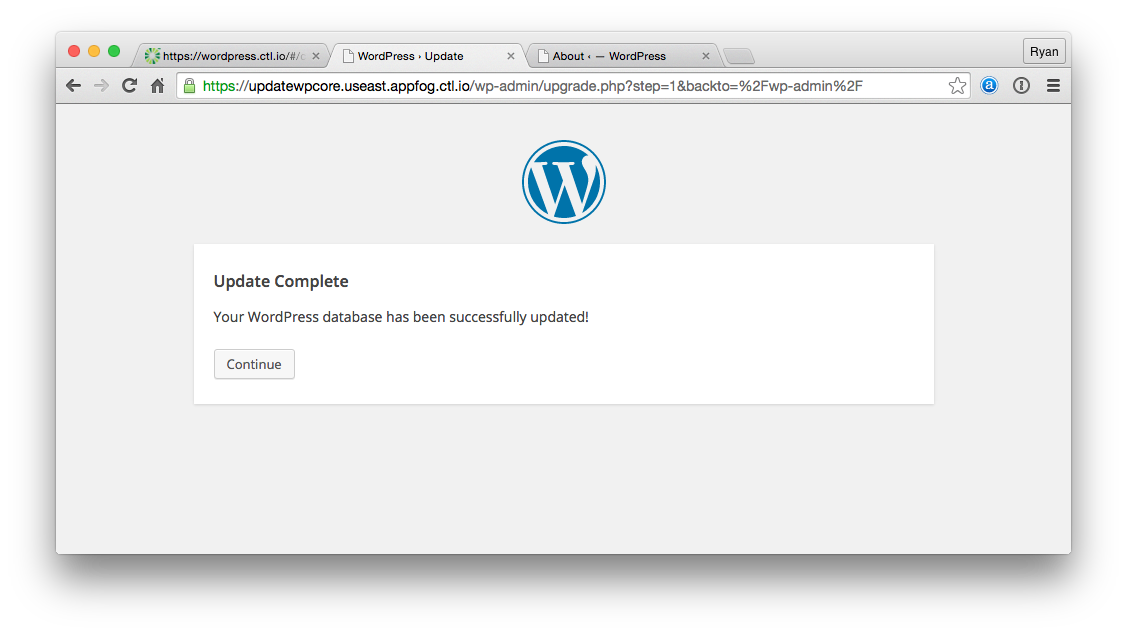 https://wordpress.ctl.io/#/
WordPress › Update
About ‹ — WordPress
Ryan
https://updatewpcore.useast.appfog.ctl.io/wp-admin/upgrade.php?step=1&backto=%2Fwp-admin%2F
W
Update Complete
Your WordPress database has been successfully updated!
Continue